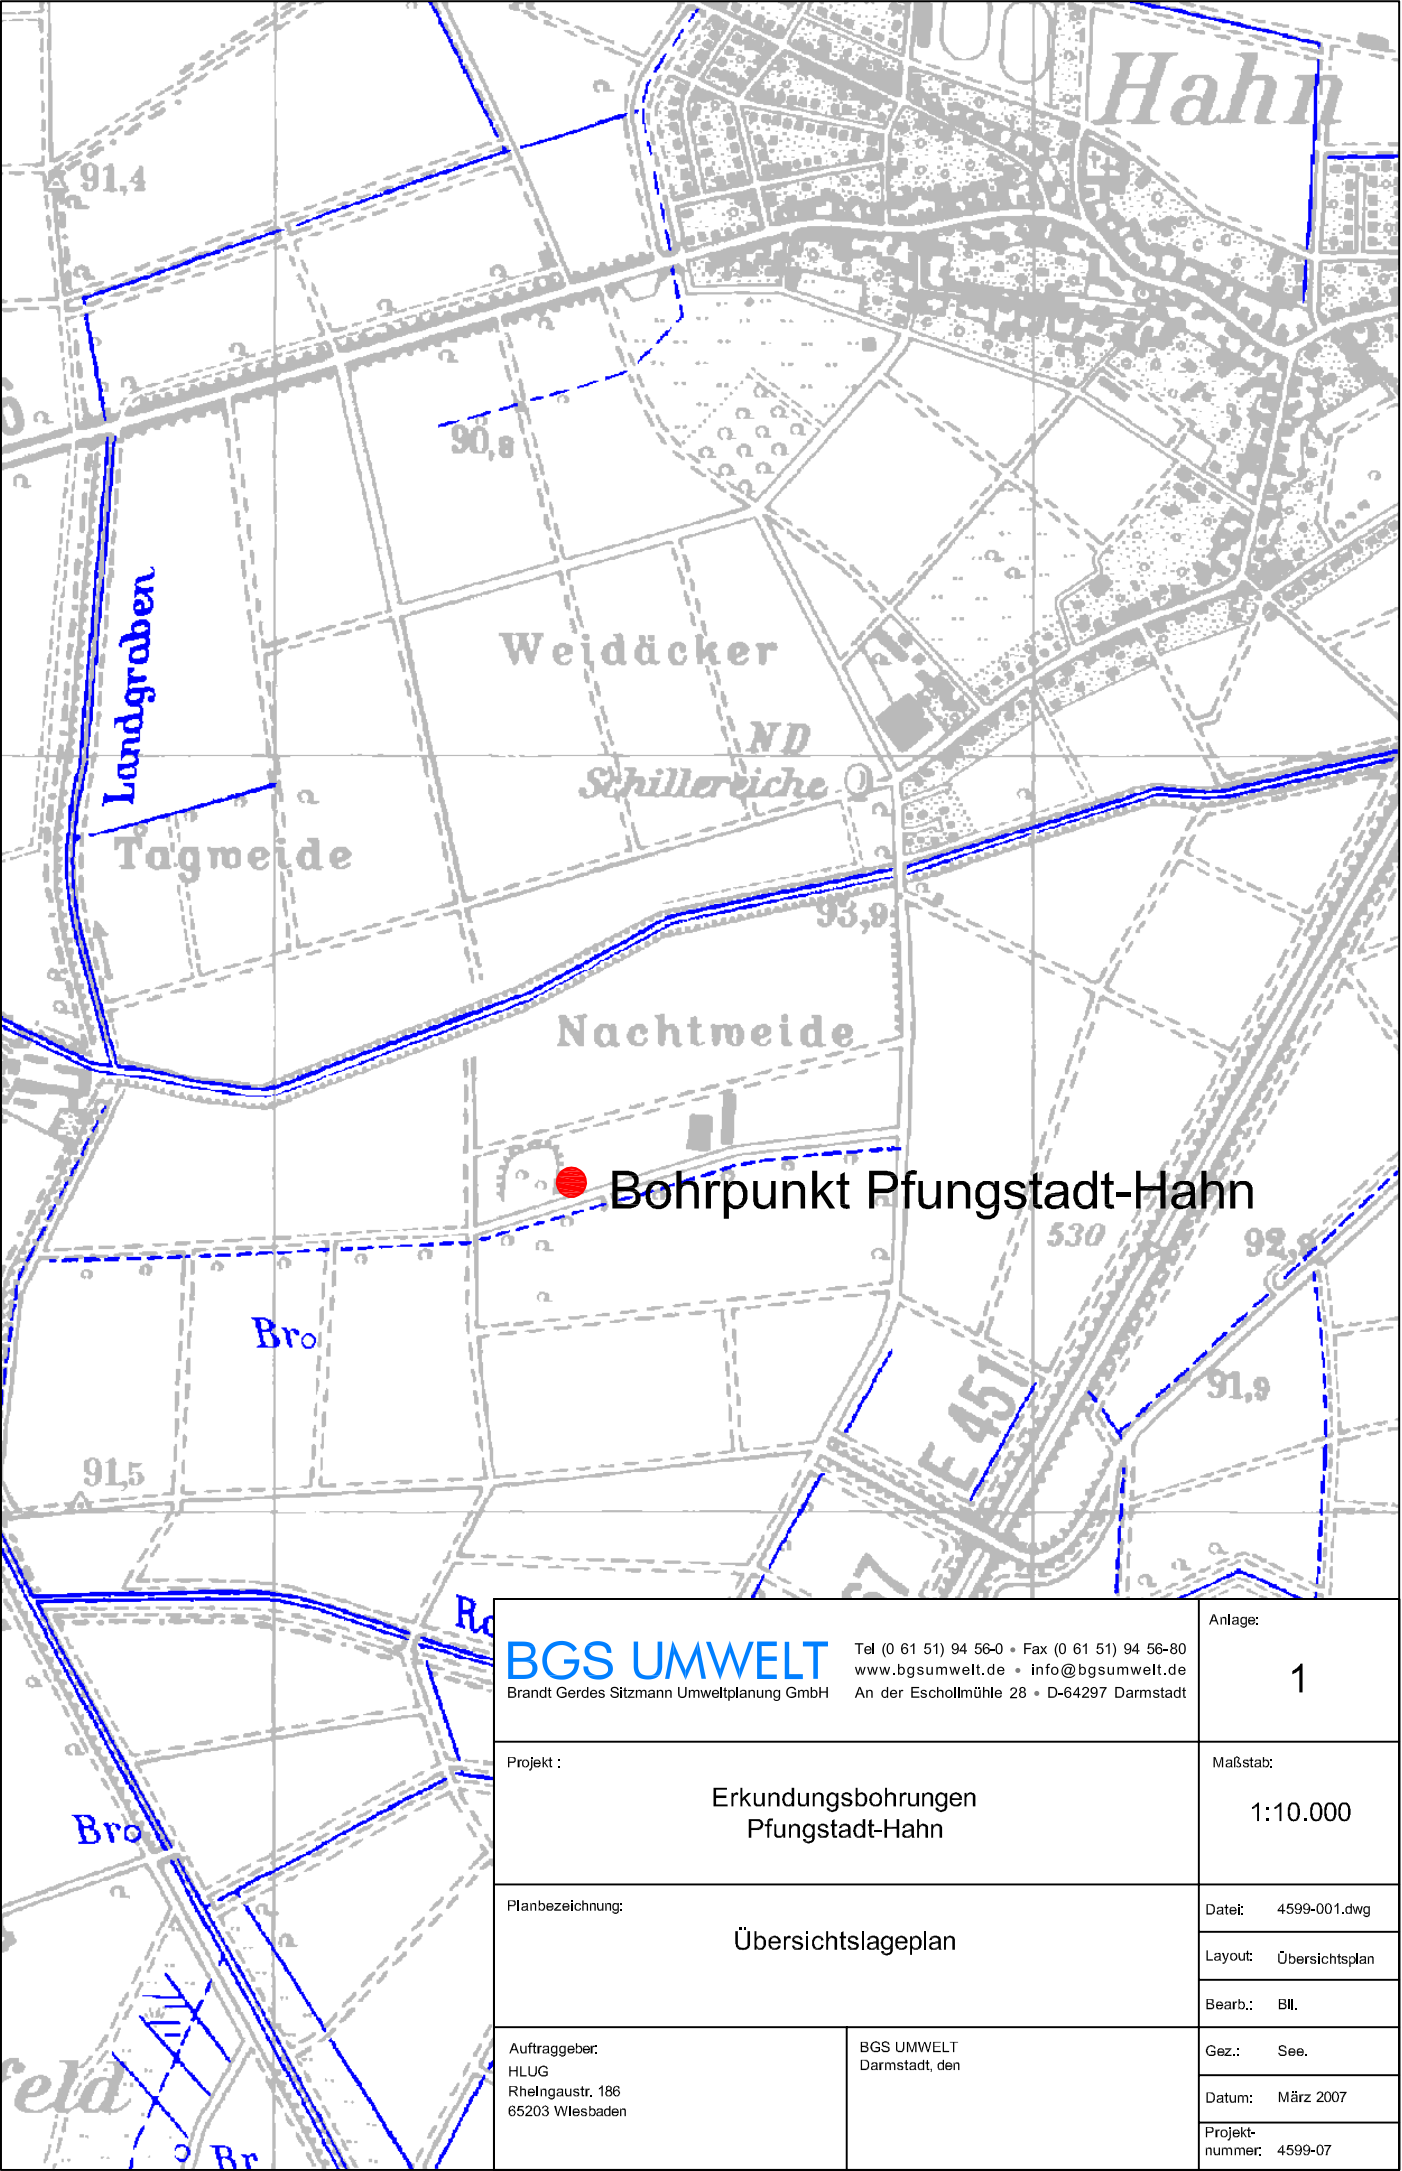 Hahn
91,4
90,8
Landgraben
Weidäcker
ND
Schillereiche
Tagweide
93,9
Nachtweide
Bohrpunkt Pfungstadt-Hahn
530
Bro
E 451
91,9
91,5
BGS UMWELT
Brandt Gerdes Sitzmann Umweltplanung GmbH
Tel (0 61 51) 94 56-0 • Fax (0 61 51) 94 56-80
www.bgsumwelt.de • info@bgsumwelt.de
An der Eschollmühle 28 • D-64297 Darmstadt
Anlage:
1
Projekt :
Erkundungsbohrungen
Pfungstadt-Hahn
Maßstab:
1:10.000
Bro
Planbezeichnung:
Übersichtslageplan
Datei: 4599-001.dwg
Layout: Übersichtsplan
Bearb.: Bll.
Auftraggeber:
HLUG
Rheingaustr. 186
65203 Wiesbaden
BGS UMWELT
Darmstadt, den
Gez.: See.
Datum: März 2007
Projekt-
nummer: 4599-07
eld
Br